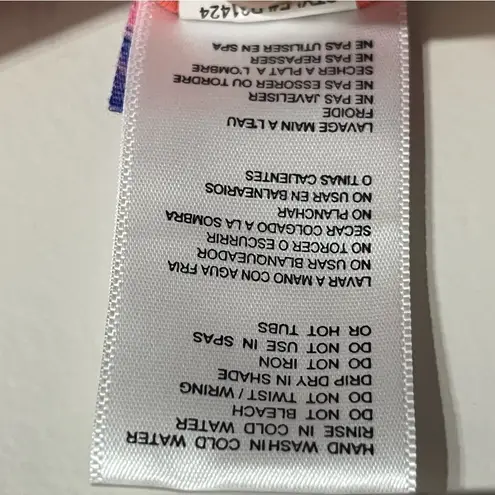 HAND WASH IN COLD WATER
RINSE IN COLD WATER
DO NOT BLEACH
DO NOT TWIST / WRING
DRIP DRY IN SHADE
DO NOT IRON
DO NOT USE IN SPAS
OR HOT TUBS
LAVAR A MANO CON AGUA FRIA
NO USAR BLANQUEADOR
NO TORCER O ESCURRIR
SECAR COLGADO A LA SOMBRA
NO PLANCHAR
NO USAR EN BALNEARIOS
O TINAS CALIENTES
LAVAGE MAIN A L'EAU
FROIDE
NE PAS JAVELISER
NE PAS ESSORER OU TORDRE
SECHER A PLAT A L'OMBRE
NE PAS REPASSER
NE PAS UTILISER EN SPA